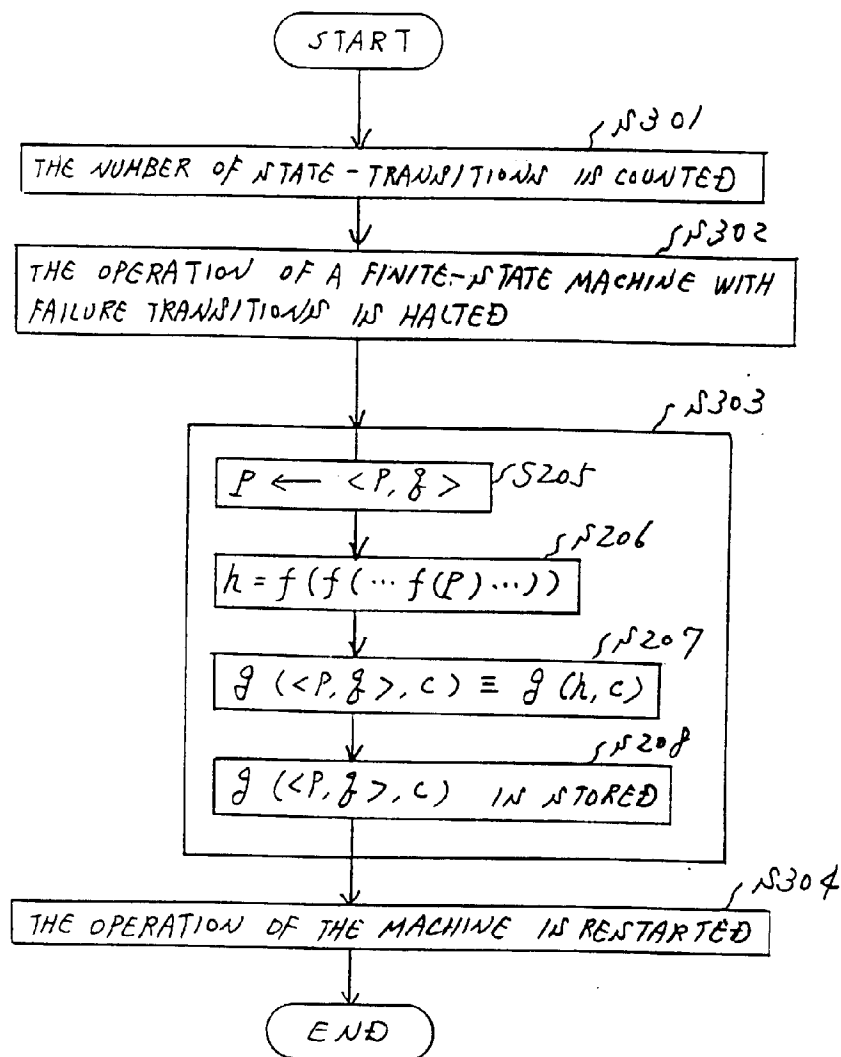 START
S301
THE NUMBER OF STATE-TRANSITIONS IS COUNTED
S302
THE OPERATION OF A FINITE-STATE MACHINE WITH
FAILURE TRANSITIONS IS HALTED
S303
P ← <P, q>
S205
S206
h = f(f(⋯f(P)⋯))
S207
g(<P, q>, c) ≡ g(h, c)
S208
g(<P, q>, c) IS STORED
S304
THE OPERATION OF THE MACHINE IS RESTARTED
END